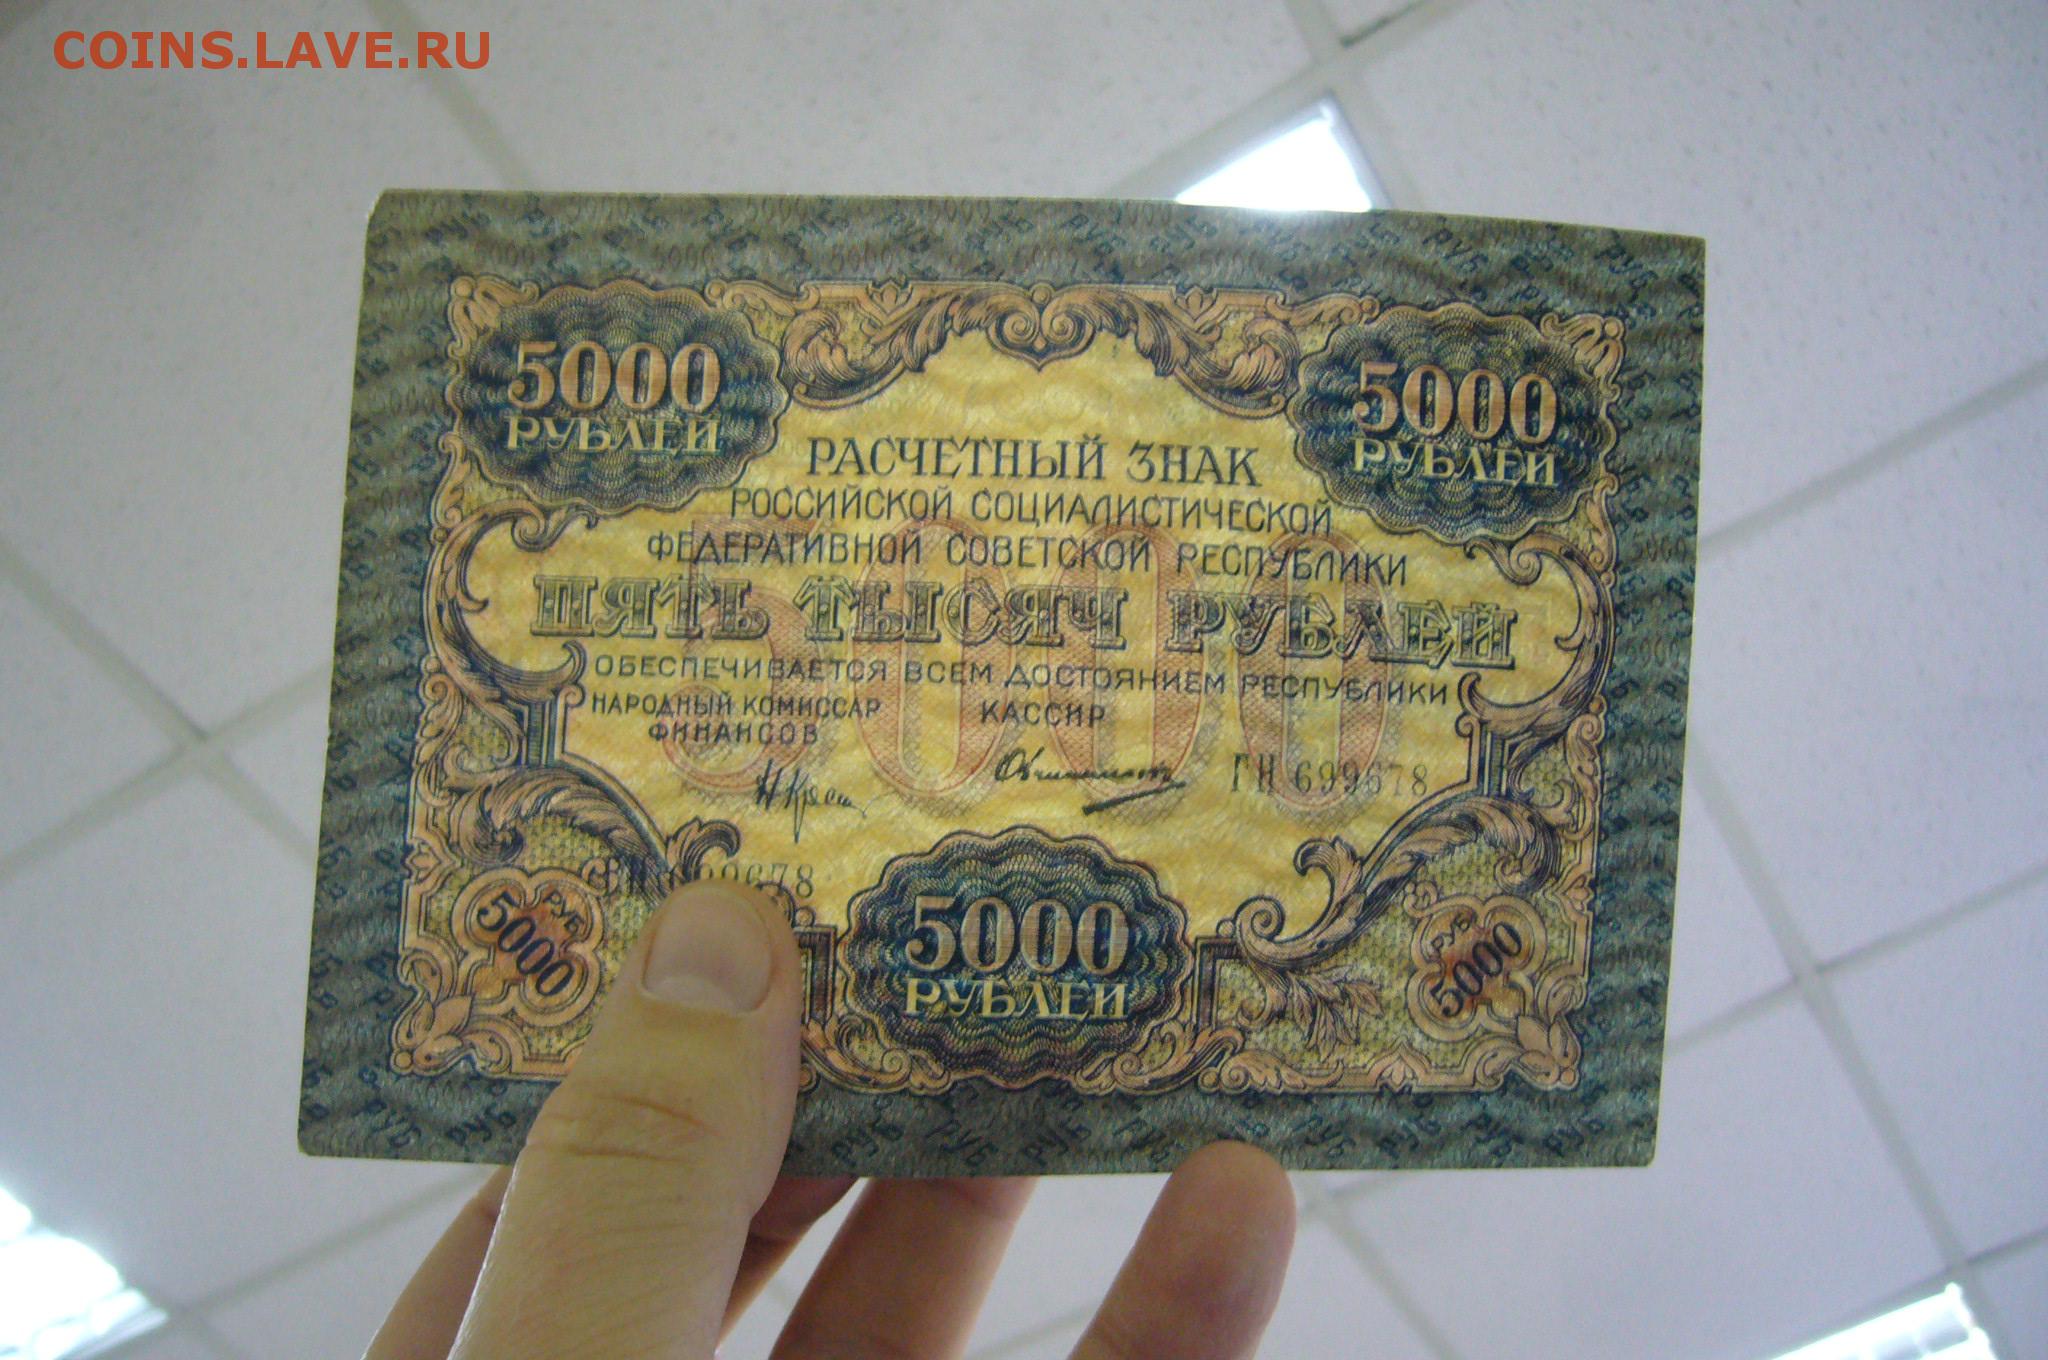 COINS.LAVE.RU
5000
РУБЛЕЙ
5000
РУБЛЕЙ
РАСЧЕТНЫЙ ЗНАК
РОССИЙСКОЙ СОЦИАЛИСТИЧЕСКОЙ
ФЕДЕРАТИВНОЙ СОВЕТСКОЙ РЕСПУБЛИКИ
5000
ПЯТЬ ТЫСЯЧ РУБЛЕЙ
ОБЕСПЕЧИВАЕТСЯ ВСЕМ ДОСТОЯНИЕМ РЕСПУБЛИКИ
НАРОДНЫЙ КОМИССАР
ФИНАНСОВ
КАССИР
ГН 699678
5000
РУБЛЕЙ
РУБ
5000
РУБ
5000